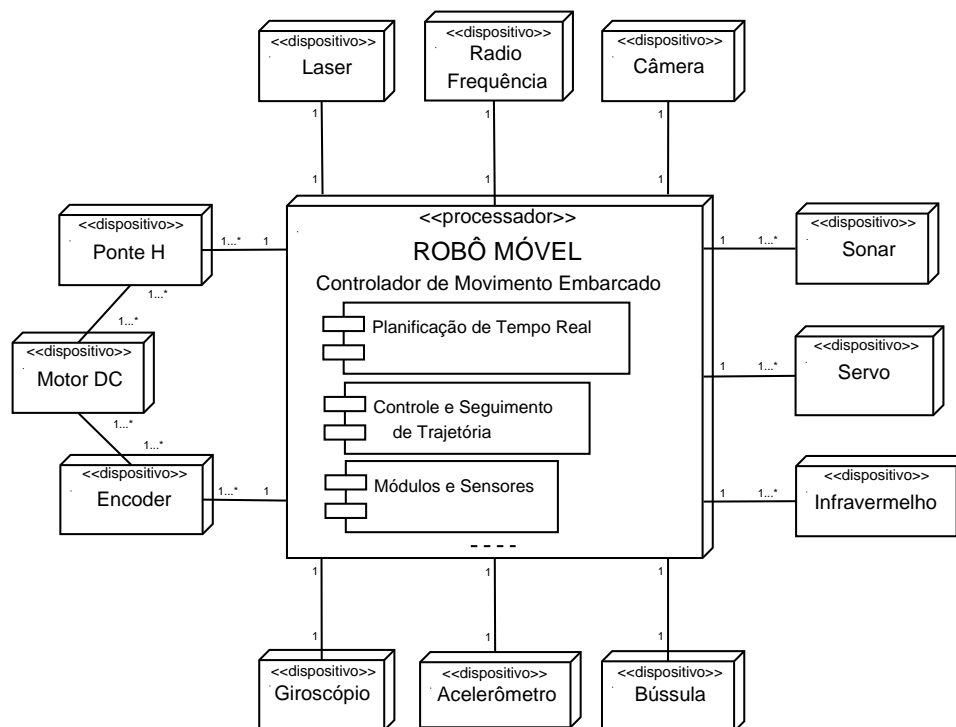 <<dispositivo>>
Laser
<<dispositivo>>
Radio
Frequência
<<dispositivo>>
Câmera
1
1
1
1
1
1
<<dispositivo>>
Ponte H
1...*
1
1...*
1...*
<<dispositivo>>
Motor DC
1...*
1...*
<<dispositivo>>
Encoder
1...*
1
<<processador>>
ROBÔ MÓVEL
Controlador de Movimento Embarcado
Planificação de Tempo Real
Controle e Seguimento
de Trajetória
Módulos e Sensores
- - - -
1
1...*
<<dispositivo>>
Sonar
1
1...*
<<dispositivo>>
Servo
1
1...*
<<dispositivo>>
Infravermelho
1
1
1
1
1
1
<<dispositivo>>
Giroscópio
<<dispositivo>>
Acelerômetro
<<dispositivo>>
Bússula